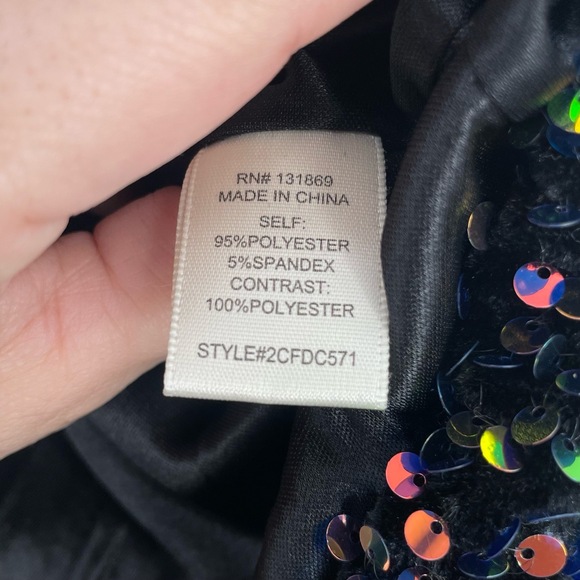 RN# 131869
MADE IN CHINA
SELF:
95%POLYESTER
5%SPANDEX
CONTRAST:
100%POLYESTER
STYLE#2CFDC571